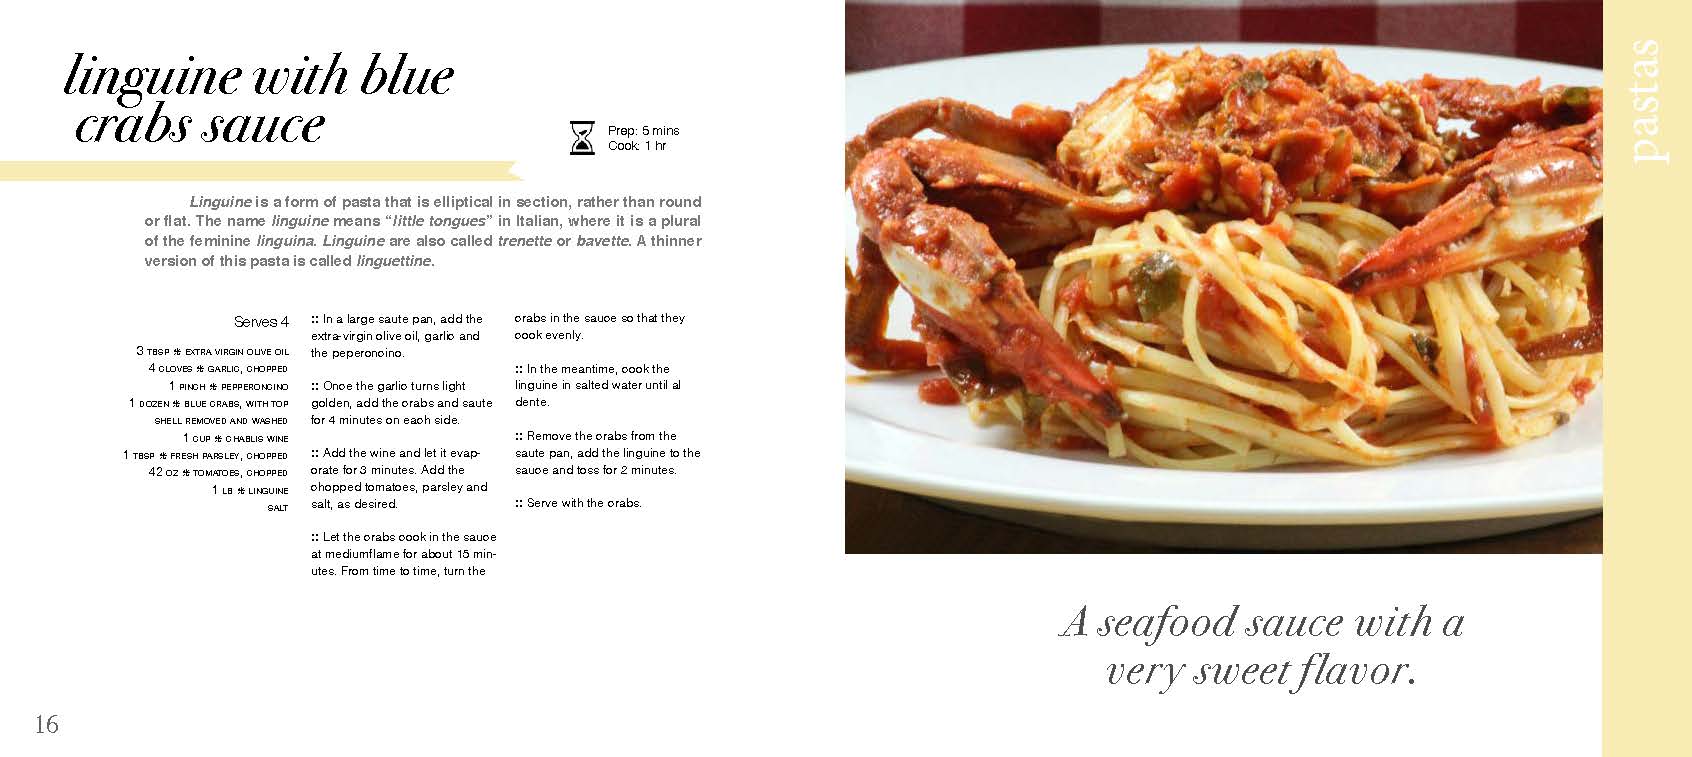 linguine with blue
crabs sauce
Prep: 5 mins
Cook: 1 hr
Linguine is a form of pasta that is elliptical in section, rather than round
or flat. The name linguine means “little tongues” in Italian, where it is a plural
of the feminine linguina. Linguine are also called trenette or bavette. A thinner
version of this pasta is called linguettine.
Serves 4
3 TBSP % EXTRA VIRGIN OLIVE OIL
4 CLOVES % GARLIC, CHOPPED
1 PINCH % PEPPERONCINO
1 DOZEN % BLUE CRABS, WITH TOP
SHELL REMOVED AND WASHED
1 CUP % CHABLIS WINE
1 TBSP % FRESH PARSLEY, CHOPPED
42 OZ % TOMATOES, CHOPPED
1 LB % LINGUINE
SALT
:: In a large saute pan, add the
extra-virgin olive oil, garlic and
the peperoncino.
:: Once the garlic turns light
golden, add the crabs and saute
for 4 minutes on each side.
:: Add the wine and let it evap-
orate for 3 minutes. Add the
chopped tomatoes, parsley and
salt, as desired.
:: Let the crabs cook in the sauce
at mediumflame for about 15 min-
utes. From time to time, turn the
crabs in the sauce so that they
cook evenly.
:: In the meantime, cook the
linguine in salted water until al
dente.
:: Remove the crabs from the
saute pan, add the linguine to the
sauce and toss for 2 minutes.
:: Serve with the crabs.
16
pastas
A seafood sauce with a
very sweet flavor.